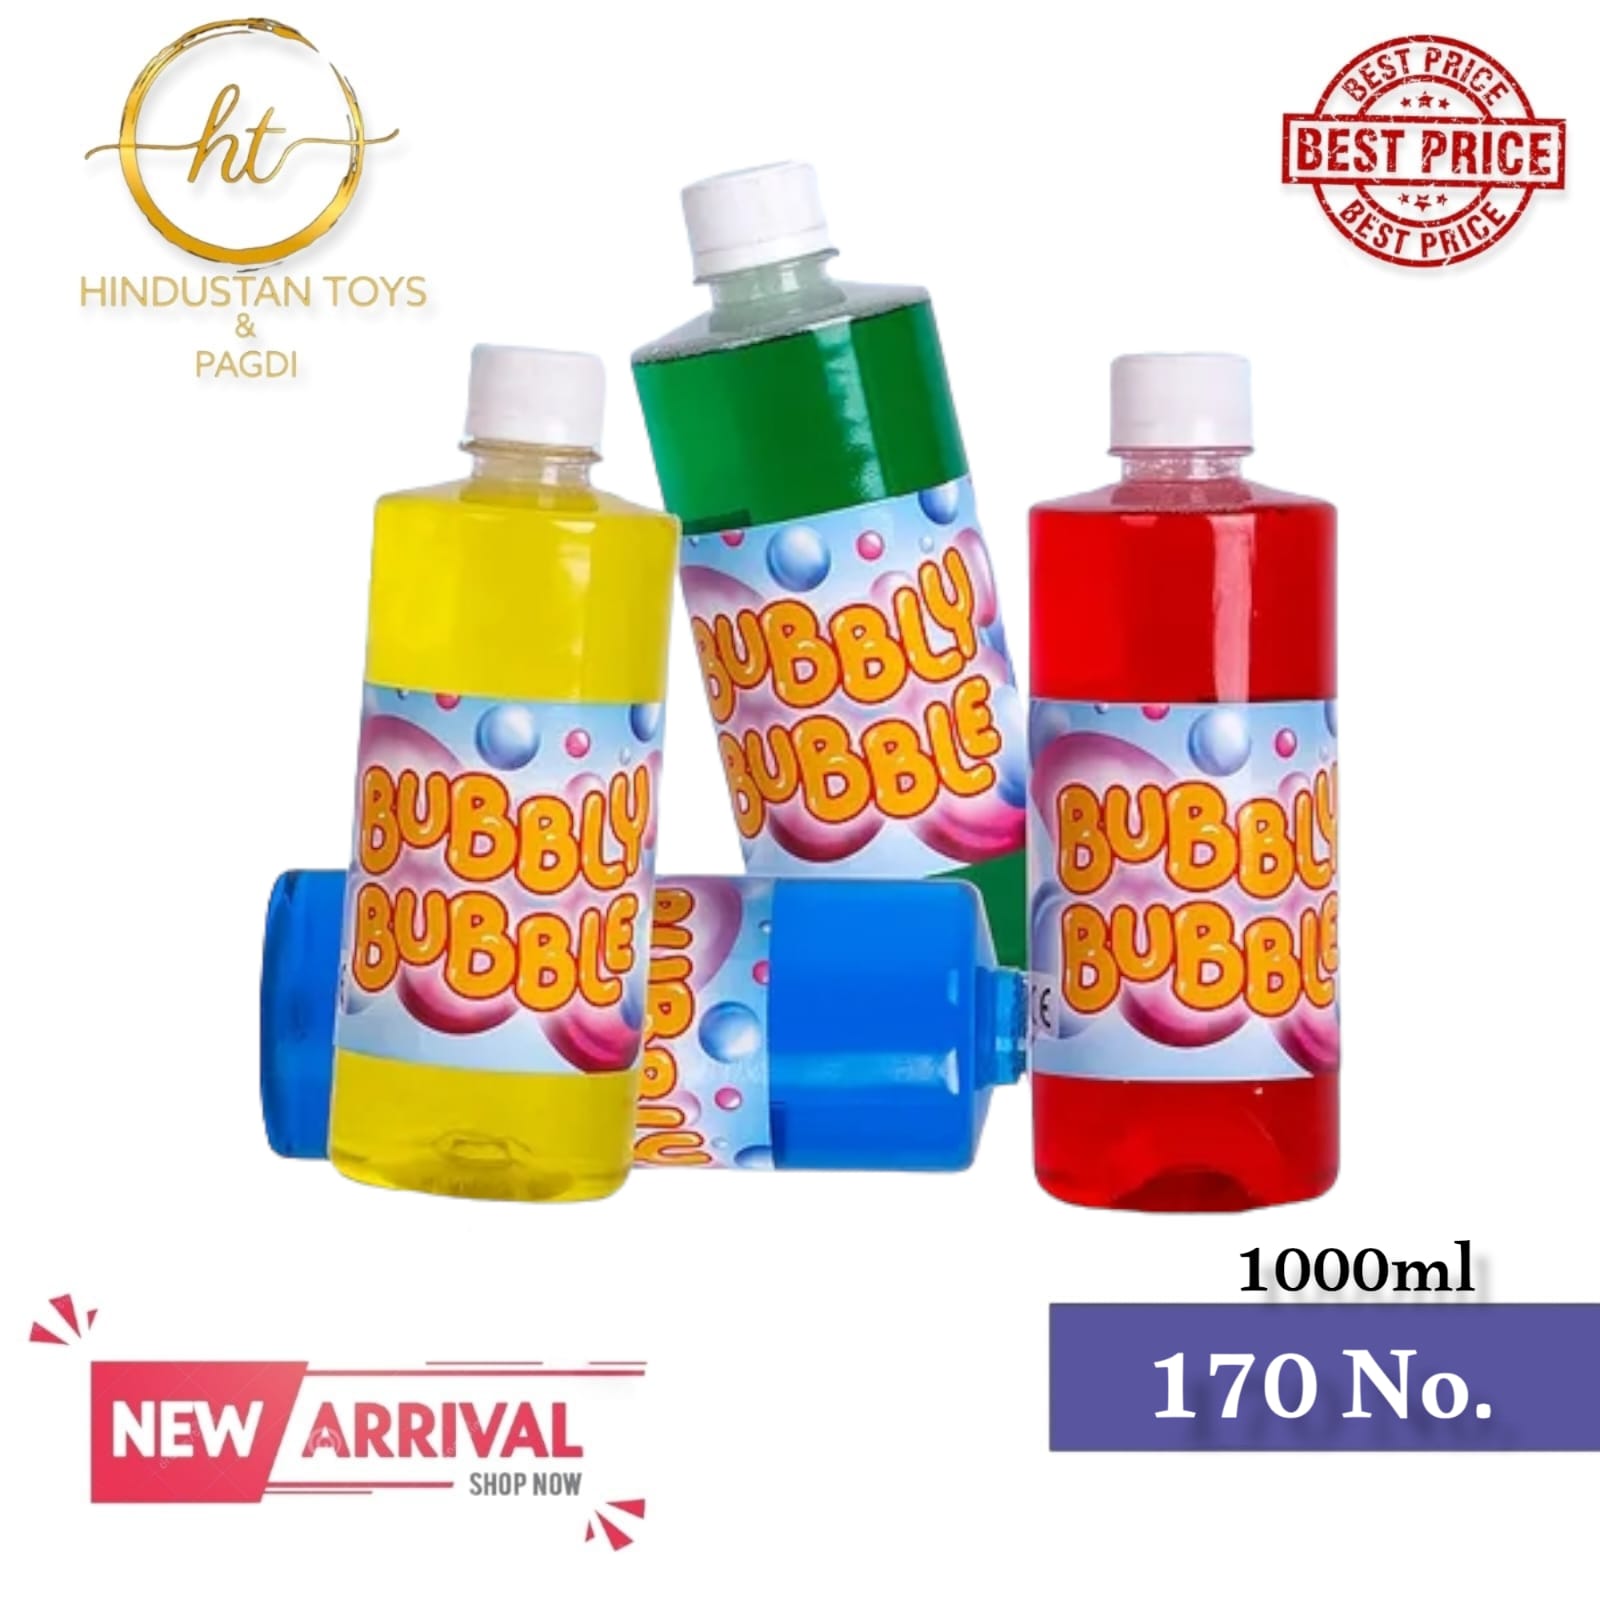 ht
HINDUSTAN TOYS
&
PAGDI
BEST PRICE
BEST PRICE
BEST PRICE
BUBBLY
BUBBLE
BUBBLY
BUBBLE
BUBBLY
BUBBLE
CE
1000ml
170 No.
NEW ARRIVAL
SHOP NOW